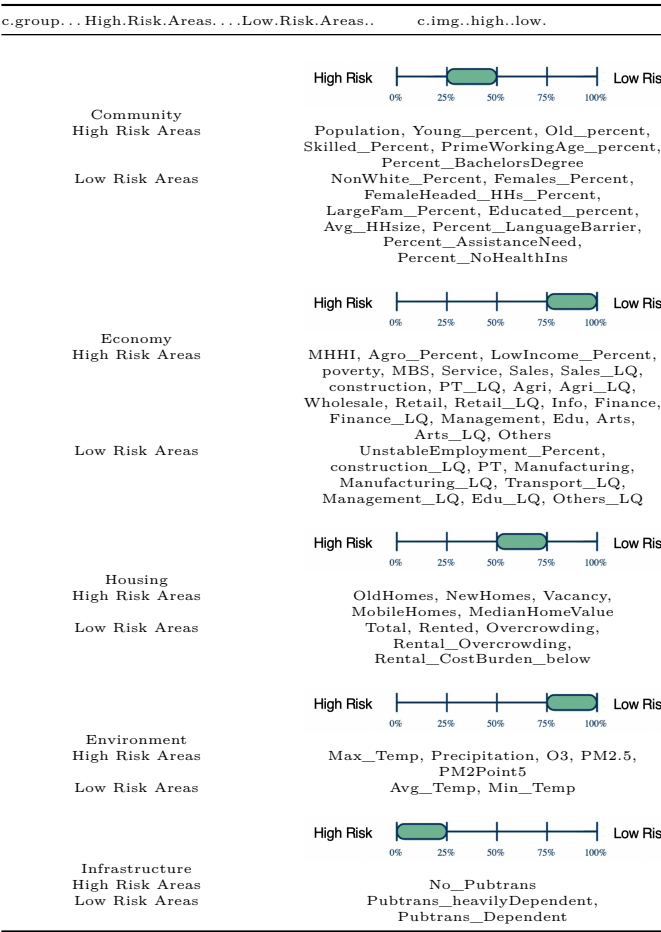 c.group... High.Risk.Areas. ...Low.Risk.Areas.. c.img..high..low.
High Risk Low Ris
0% 25% 50% 75% 100%
Community
High Risk Areas Population, Young_percent, Old_percent,
Skilled_Percent, PrimeWorkingAge_percent,
Percent_BachelorsDegree
Low Risk Areas NonWhite_Percent, Females_Percent,
FemaleHeaded_HHs_Percent,
LargeFam_Percent, Educated_percent,
Avg_HHsize, Percent_LanguageBarrier,
Percent_AssistanceNeed,
Percent_NoHealthIns
High Risk Low Ris
0% 25% 50% 75% 100%
Economy
High Risk Areas MHHI, Agro_Percent, LowIncome_Percent,
poverty, MBS, Service, Sales, Sales_LQ,
construction, PT_LQ, Agri, Agri_LQ,
Wholesale, Retail, Retail_LQ, Info, Finance,
Finance_LQ, Management, Edu, Arts,
Arts_LQ, Others
Low Risk Areas UnstableEmployment_Percent,
construction_LQ, PT, Manufacturing,
Manufacturing_LQ, Transport_LQ,
Management_LQ, Edu_LQ, Others_LQ
High Risk Low Ris
0% 25% 50% 75% 100%
Housing
High Risk Areas OldHomes, NewHomes, Vacancy,
MobileHomes, MedianHomeValue
Low Risk Areas Total, Rented, Overcrowding,
Rental_Overcrowding,
Rental_CostBurden_below
High Risk Low Ris
0% 25% 50% 75% 100%
Environment
High Risk Areas Max_Temp, Precipitation, O3, PM2.5,
PM2Point5
Low Risk Areas Avg_Temp, Min_Temp
High Risk Low Ris
0% 25% 50% 75% 100%
Infrastructure
High Risk Areas No_Pubtrans
Low Risk Areas Pubtrans_heavilyDependent,
Pubtrans_Dependent